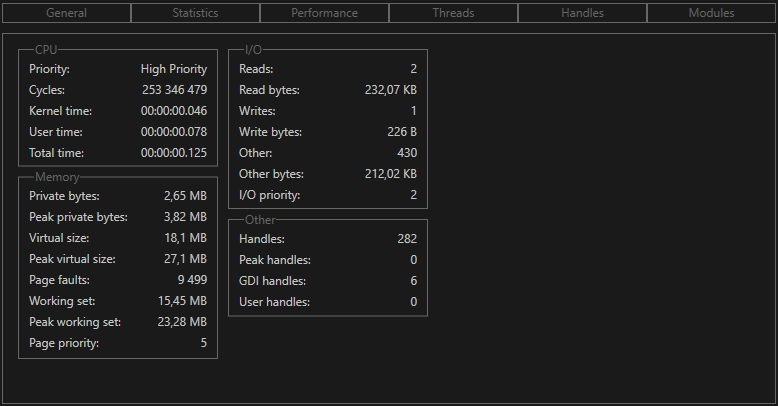 General Statistics Performance Threads Handles Modules
CPU
Priority: High Priority
Cycles: 253 346 479
Kernel time: 00:00:00.046
User time: 00:00:00.078
Total time: 00:00:00.125
Memory
Private bytes: 2,65 MB
Peak private bytes: 3,82 MB
Virtual size: 18,1 MB
Peak virtual size: 27,1 MB
Page faults: 9 499
Working set: 15,45 MB
Peak working set: 23,28 MB
Page priority: 5
I/O
Reads: 2
Read bytes: 232,07 KB
Writes: 1
Write bytes: 226 B
Other: 430
Other bytes: 212,02 KB
I/O priority: 2
Other
Handles: 282
Peak handles: 0
GDI handles: 6
User handles: 0